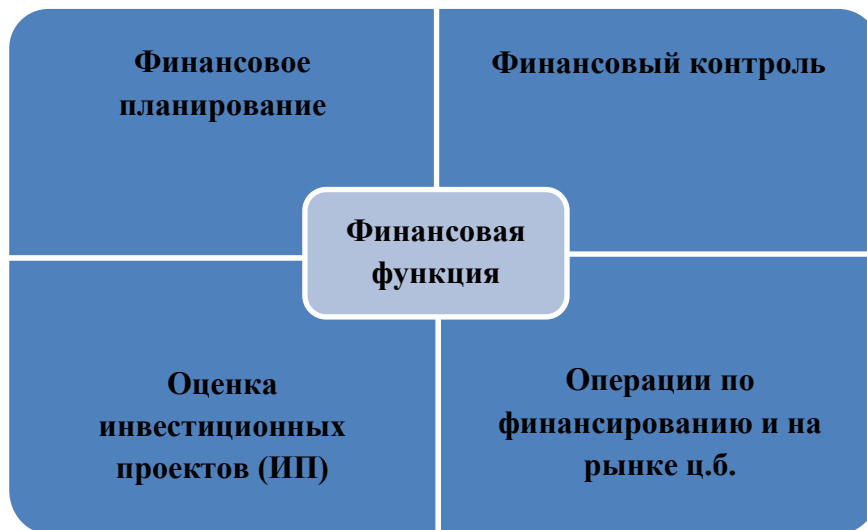 Финансовое
планирование
Финансовый контроль
Финансовая
функция
Оценка
инвестиционных
проектов (ИП)
Операции по
финансированию и на
рынке ц.б.